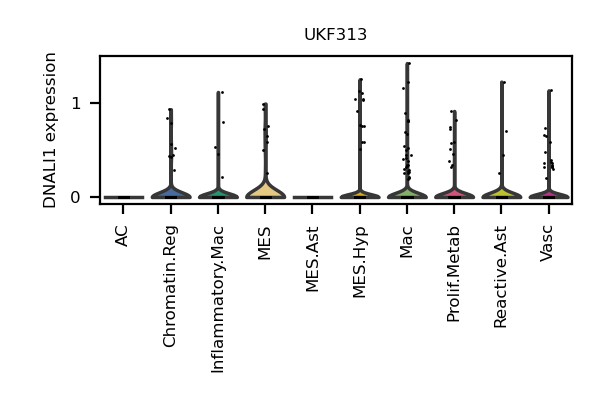 UKF313
DNALI1 expression
1
0
AC
Chromatin.Reg
Inflammatory.Mac
MES
MES.Ast
MES.Hyp
Mac
Prolif.Metab
Reactive.Ast
Vasc